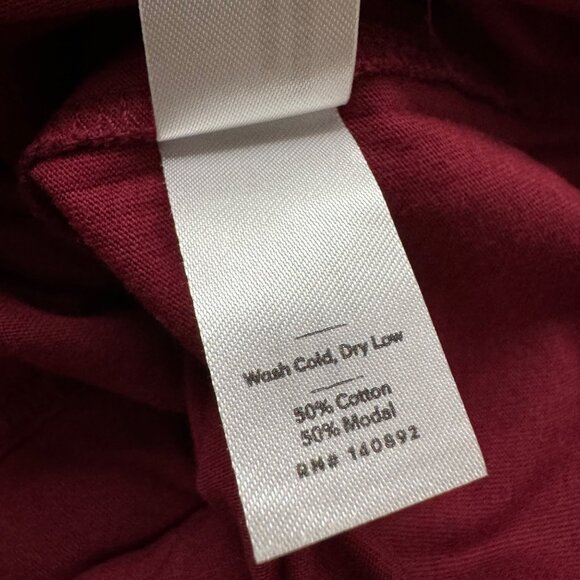 Wash Cold, Dry Low
50% Cotton
50% Modal
RN# 140892